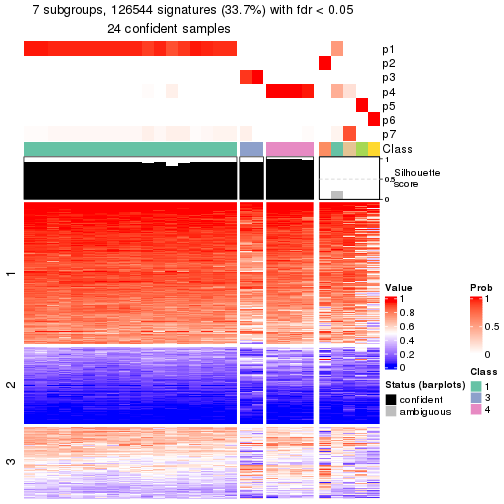 7 subgroups, 126544 signatures (33.7%) with fdr < 0.05
24 confident samples
p1
p2
p3
p4
p5
p6
p7
Class
1
0.5
0
Silhouette
score
1
2
3
Value
1
0.8
0.6
0.4
0.2
0
Status (barplots)
confident
ambiguous
Prob
1
0.5
0
Class
1
3
4